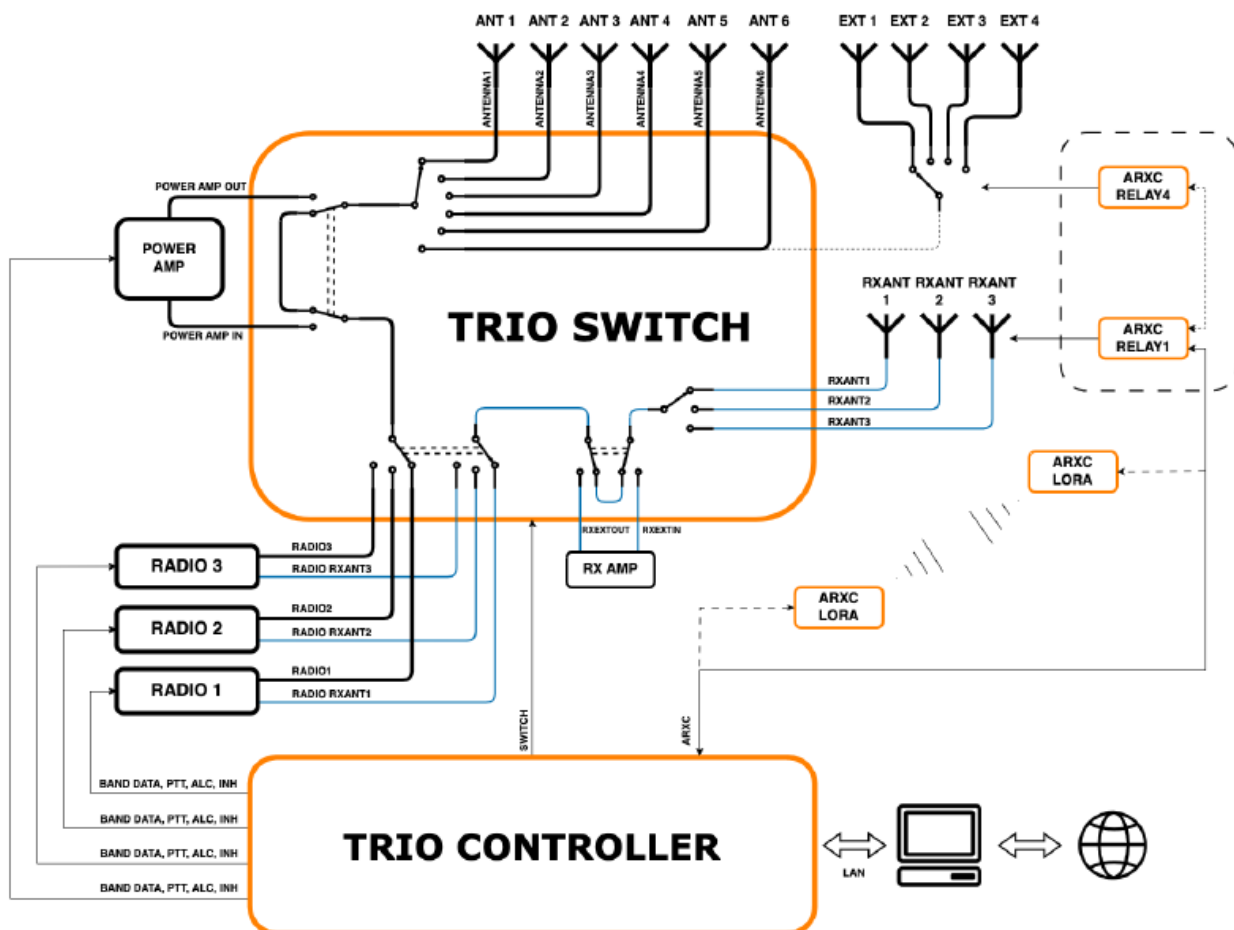 ANT 1 ANT 2 ANT 3 ANT 4 ANT 5 ANT 6 EXT 1 EXT 2 EXT 3 EXT 4
ANTENNA1
ANTENNA2
ANTENNA3
ANTENNA4
ANTENNA5
ANTENNA6
ARXC
RELAY4
POWER AMP OUT
POWER
AMP
POWER AMP IN
TRIO SWITCH
RXANT RXANT RXANT
1 2 3
ARXC
RELAY1
RXANT1
RXANT2
RXANT3
ARXC
LORA
RXEXTOUT RXEXTIN
RX AMP
ARXC
LORA
RADIO 3
RADIO3
RADIO RXANT3
RADIO 2
RADIO2
RADIO RXANT2
RADIO 1
RADIO1
RADIO RXANT1
SWITCH
ARXC
BAND DATA, PTT, ALC, INH
BAND DATA, PTT, ALC, INH
BAND DATA, PTT, ALC, INH
BAND DATA, PTT, ALC, INH
TRIO CONTROLLER
LAN